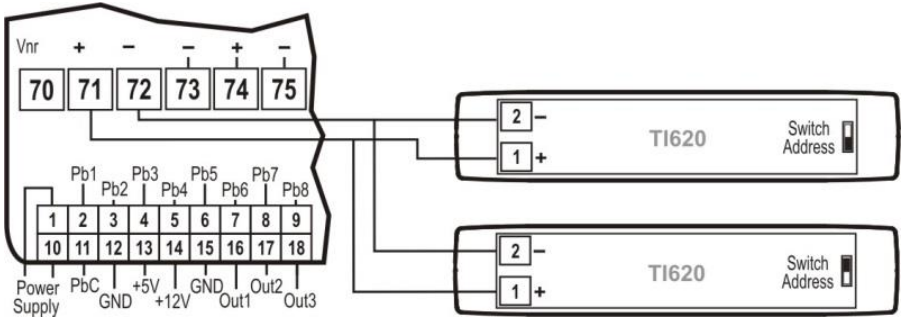 Vnr + − − + −
70 71 72 73 74 75
2 −
TI620
Switch
Address
1 +
Pb1 Pb3 Pb5 Pb7
Pb2 Pb4 Pb6 Pb8
1 2 3 4 5 6 7 8 9
10 11 12 13 14 15 16 17 18
Power PbC +5V GND Out2
Supply GND +12V Out1 Out3
2 −
TI620
Switch
Address
1 +